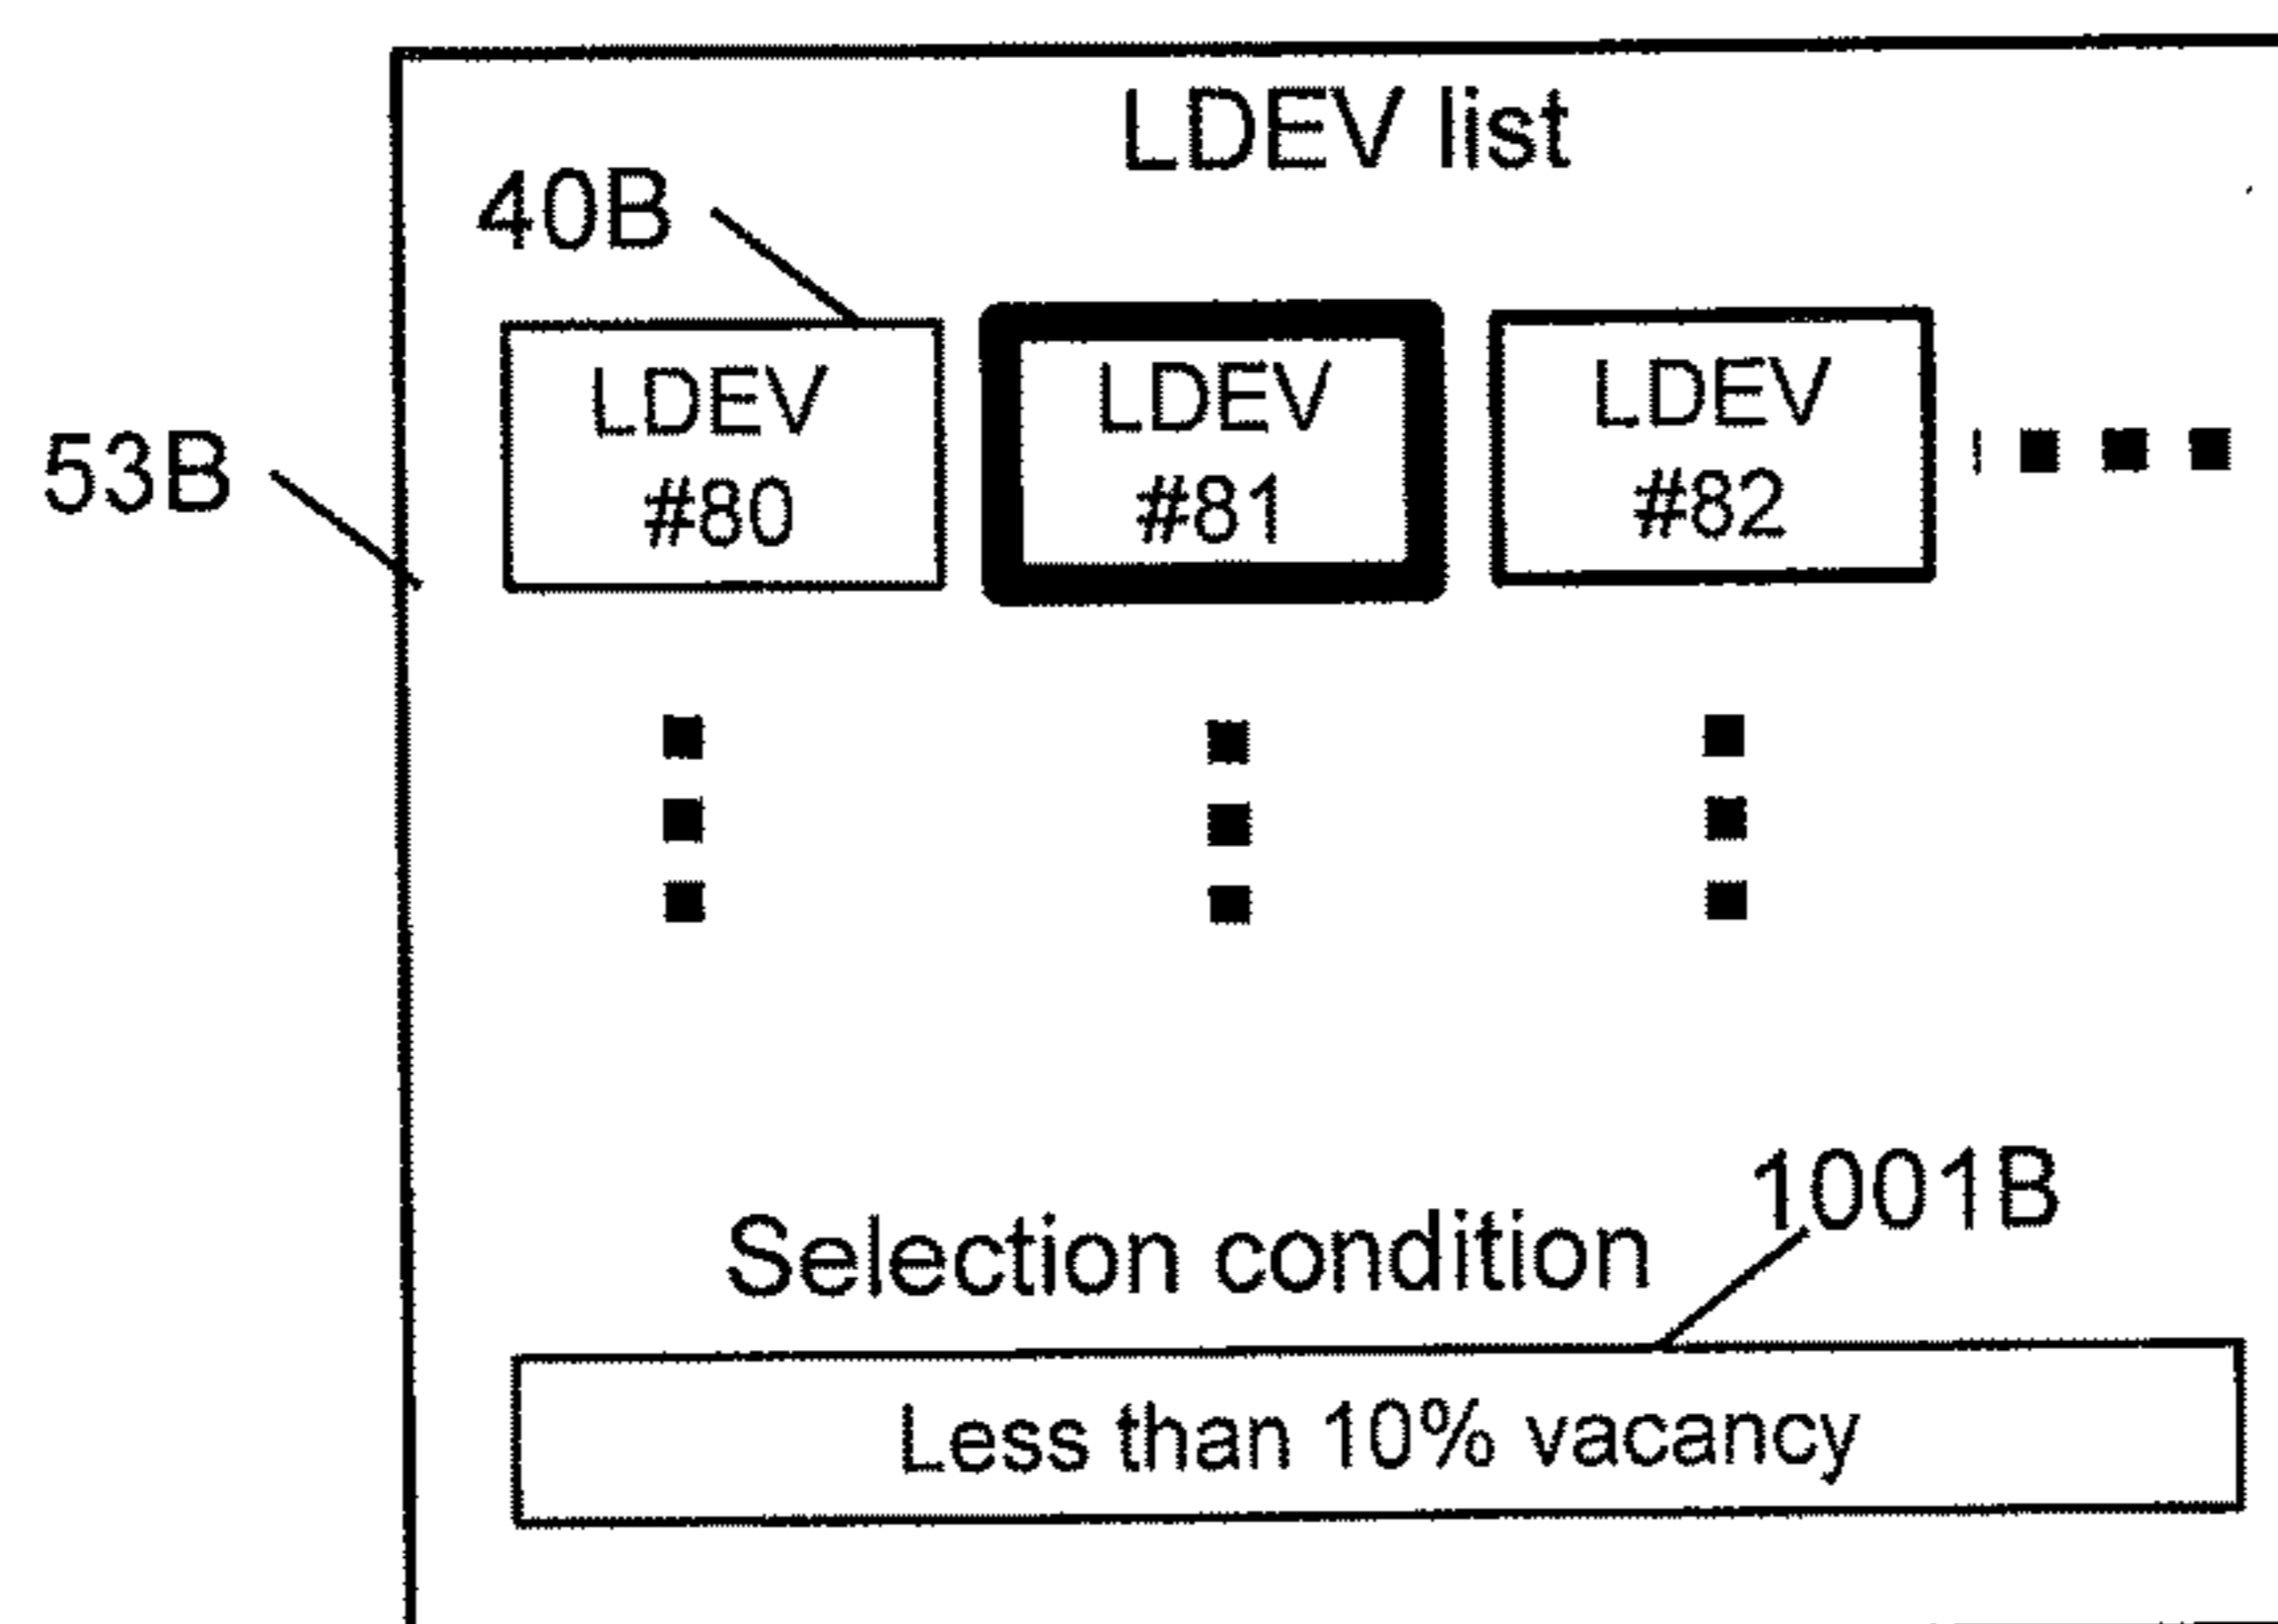 LDEV list
40B
LDEV
#80
LDEV
#81
LDEV
#82
53B
1001B
Selection condition
Less than 10% vacancy